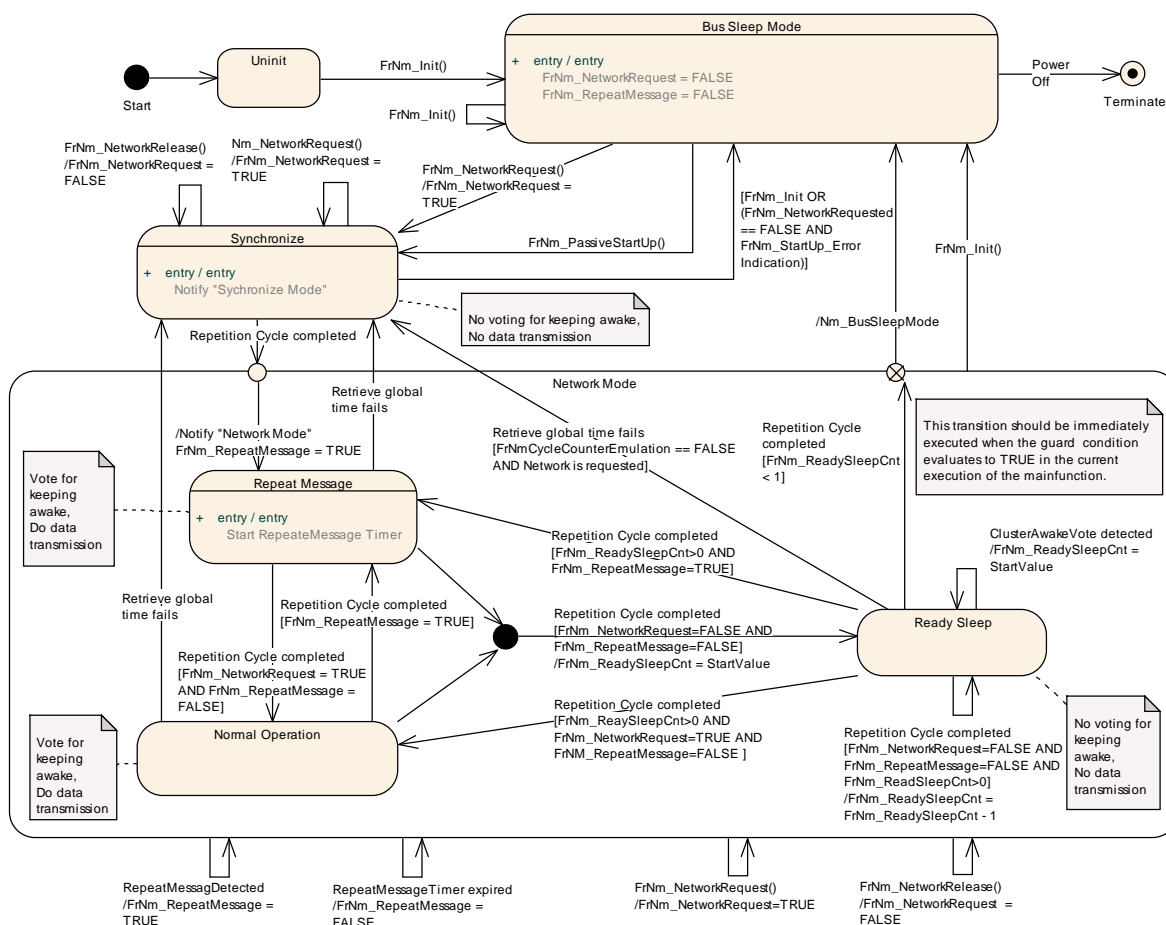 Bus Sleep Mode
+ entry / entry
FrNm_NetworkRequest = FALSE
FrNm_RepeatMessage = FALSE
Uninit
FrNm_Init()
Power
Off
Start
Terminate
FrNm_Init()
FrNm_NetworkRelease()
/FrNm_NetworkRequest =
FALSE
Nm_NetworkRequest()
/FrNm_NetworkRequest =
TRUE
FrNm_NetworkRequest()
/FrNm_NetworkRequest =
TRUE
[FrNm_Init OR
(FrNm_NetworkRequested
== FALSE AND
FrNm_StartUp_Error
Indication)]
FrNm_Init()
Synchronize
+ entry / entry
Notify "Sychronize Mode"
FrNm_PassiveStartUp()
No voting for keeping awake,
No data transmission
/Nm_BusSleepMode
Repetition Cycle completed
Network Mode
Retrieve global
time fails
/Notify "Network Mode"
FrNm_RepeatMessage = TRUE
Retrieve global time fails
[FrNmCycleCounterEmulation == FALSE
AND Network is requested]
Repetition Cycle
completed
[FrNm_ReadySleepCnt
< 1]
This transition should be immediately
executed when the guard condition
evaluates to TRUE in the current
execution of the mainfunction.
Vote for
keeping
awake,
Do data
transmission
Repeat Message
+ entry / entry
Start RepeateMessage Timer
Repetition Cycle completed
[FrNm_ReadySleepCnt>0 AND
FrNm_RepeatMessage=TRUE]
ClusterAwakeVote detected
/FrNm_ReadySleepCnt =
StartValue
Retrieve global
time fails
Repetition Cycle completed
[FrNm_RepeatMessage = TRUE]
Repetition Cycle completed
[FrNm_NetworkRequest=FALSE AND
FrNm_RepeatMessage=FALSE]
/FrNm_ReadySleepCnt = StartValue
Ready Sleep
Repetition Cycle completed
[FrNm_NetworkRequest = TRUE
AND FrNm_RepeatMessage =
FALSE]
Repetition Cycle completed
[FrNm_ReaySleepCnt>0 AND
FrNm_NetworkRequest=TRUE AND
FrNM_RepeatMessage=FALSE ]
Vote for
keeping
awake,
Do data
transmission
Normal Operation
Repetition Cycle completed
[FrNm_NetworkRequest=FALSE AND
FrNm_RepeatMessage=FALSE AND
FrNm_ReadSleepCnt>0]
/FrNm_ReadySleepCnt =
FrNm_ReadySleepCnt - 1
No voting for
keeping
awake,
No data
transmission
RepeatMessagDetected
/FrNm_RepeatMessage =
TRUE
RepeatMessageTimer expired
/FrNm_RepeatMessage =
FALSE
FrNm_NetworkRequest()
/FrNm_NetworkRequest=TRUE
FrNm_NetworkRelease()
/FrNm_NetworkRequest =
FALSE